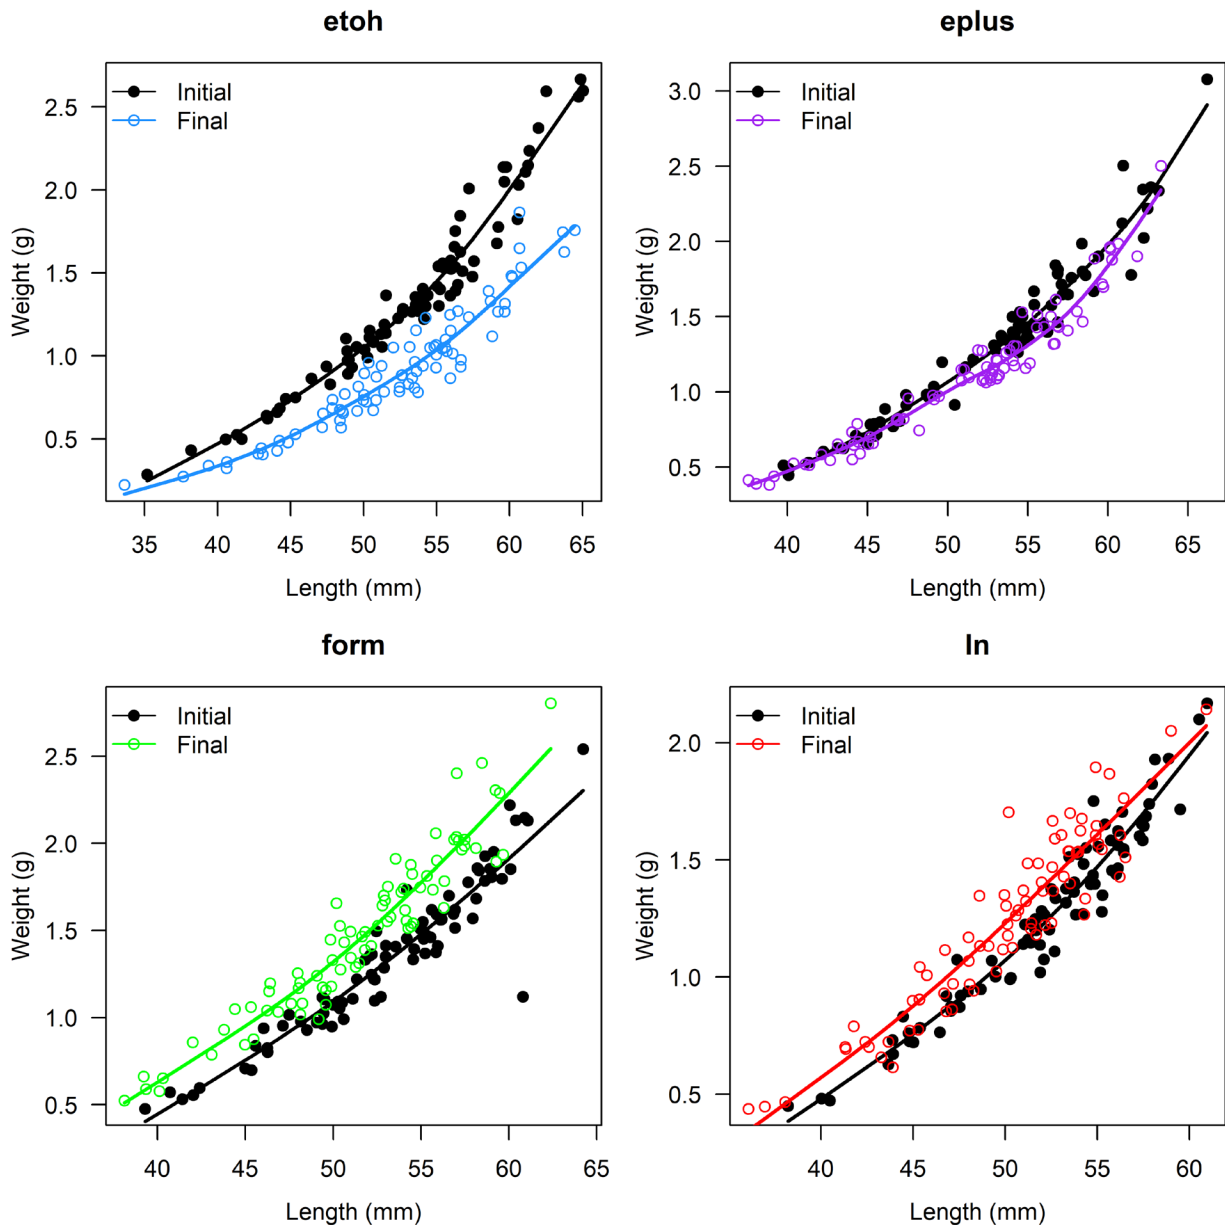 etoh
Initial
Final
2.5
2.0
1.5
1.0
0.5
Weight (g)
35 40 45 50 55 60 65
Length (mm)
eplus
Initial
Final
3.0
2.5
2.0
1.5
1.0
0.5
Weight (g)
40 45 50 55 60 65
Length (mm)
form
Initial
Final
2.5
2.0
1.5
1.0
0.5
Weight (g)
40 45 50 55 60 65
Length (mm)
ln
Initial
Final
2.0
1.5
1.0
0.5
Weight (g)
40 45 50 55 60
Length (mm)